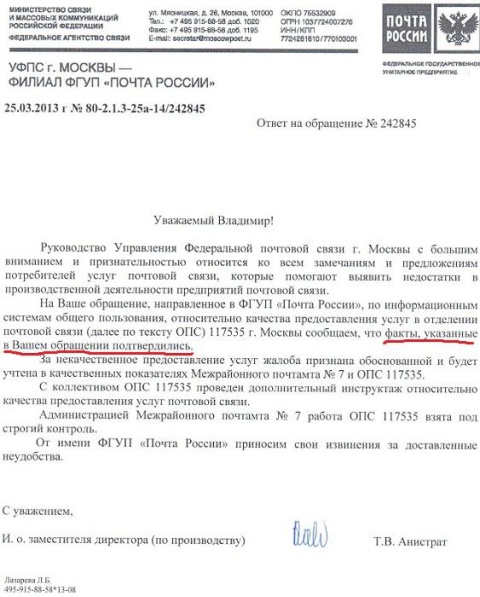 МИНИСТЕРСТВО СВЯЗИ
И МАССОВЫХ КОММУНИКАЦИЙ
РОССИЙСКОЙ ФЕДЕРАЦИИ
ФЕДЕРАЛЬНОЕ АГЕНТСТВО СВЯЗИ
ул. Мясницкая, д. 26, Москва, 101000
Тел.: +7 495 915-88-58 доб. 1020
Факс: +7 495 915-88-58 доб. 1195
E-mail: secretar@moscowpost.ru
ОКПО 75532909
ОГРН 1037724007276
ИНН/КПП
7724261610/770100001
ПОЧТА
РОССИИ
ФЕДЕРАЛЬНОЕ ГОСУДАРСТВЕННОЕ
УНИТАРНОЕ ПРЕДПРИЯТИЕ
УФПС г. МОСКВЫ —
ФИЛИАЛ ФГУП «ПОЧТА РОССИИ»
25.03.2013 г № 80-2.1.3-25а-14/242845
Ответ на обращение № 242845
Уважаемый Владимир!
Руководство Управления Федеральной почтовой связи г. Москвы с большим
вниманием и признательностью относится ко всем замечаниям и предложениям
потребителей услуг почтовой связи, которые помогают выявить недостатки в
производственной деятельности предприятий почтовой связи.
На Ваше обращение, направленное в ФГУП «Почта России», по информационным
системам общего пользования, относительно качества предоставления услуг в отделении
почтовой связи (далее по тексту ОПС) 117535 г. Москвы сообщаем, что факты, указанные
в Вашем обращении подтвердились.
За некачественное предоставление услуг жалоба признана обоснованной и будет
учтена в качественных показателях Межрайонного почтамта № 7 и ОПС 117535.
С коллективом ОПС 117535 проведен дополнительный инструктаж относительно
качества предоставления услуг почтовой связи.
Администрацией Межрайонного почтамта № 7 работа ОПС 117535 взята под
строгий контроль.
От имени ФГУП «Почта России» приносим свои извинения за доставленные
неудобства.
С уважением,
И. о. заместителя директора (по производству)
Т.В. Анистрат
Лазарева Л.Б.
495-915-88-58*13-08